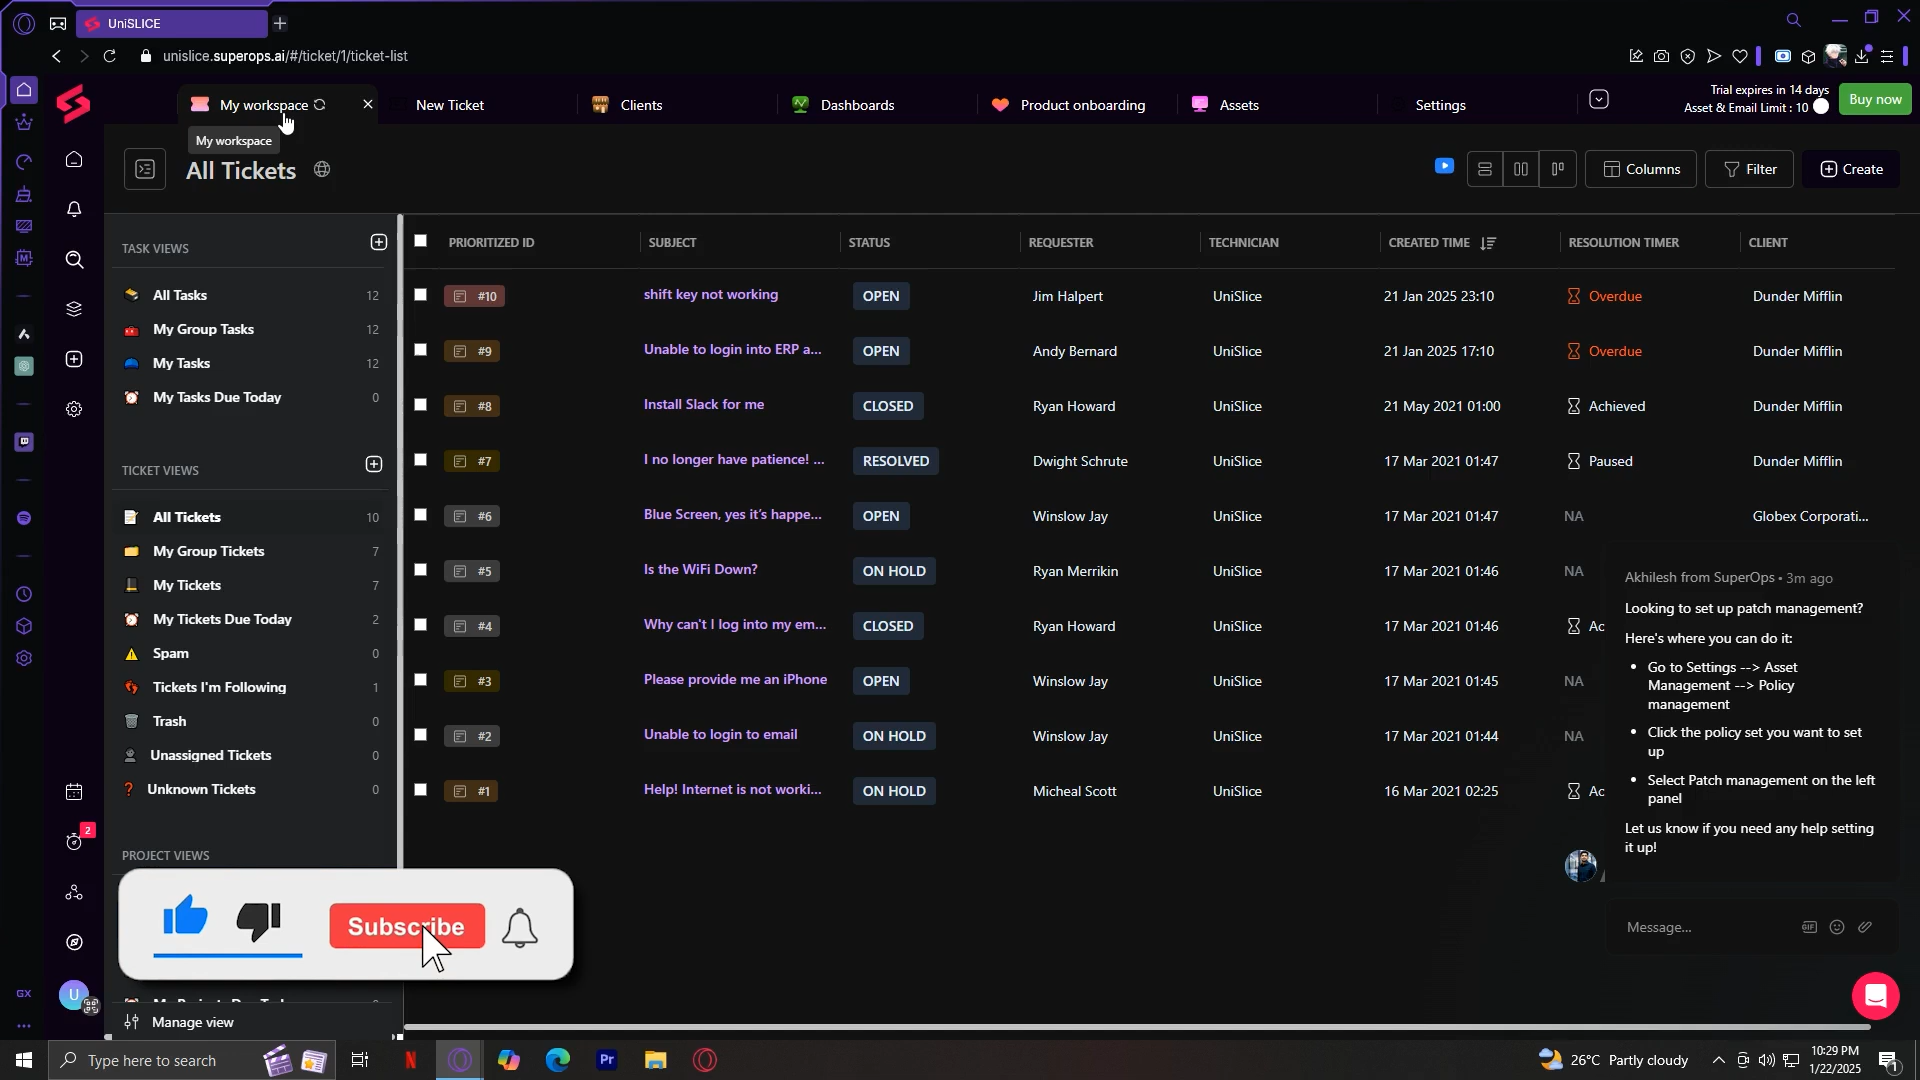 UniSLICE
unislice.superops.ai/#/ticket/1/ticket-list
My workspace
New Ticket
Clients
Dashboards
Product onboarding
Assets
Settings
Trial expires in 14 days
Asset & Email Limit : 10
Buy now
My workspace
All Tickets
Columns
Filter
Create
TASK VIEWS
All Tasks 12
My Group Tasks 12
My Tasks 12
My Tasks Due Today 0
TICKET VIEWS
All Tickets 10
My Group Tickets 7
My Tickets 7
My Tickets Due Today 2
Spam 0
Tickets I'm Following 1
Trash 0
Unassigned Tickets 0
Unknown Tickets 0
PROJECT VIEWS
Manage view
PRIORITIZED ID SUBJECT STATUS REQUESTER TECHNICIAN CREATED TIME RESOLUTION TIMER CLIENT
#10 shift key not working OPEN Jim Halpert UniSlice 21 Jan 2025 23:10 Overdue Dunder Mifflin
#9 Unable to login into ERP a... OPEN Andy Bernard UniSlice 21 Jan 2025 17:10 Overdue Dunder Mifflin
#8 Install Slack for me CLOSED Ryan Howard UniSlice 21 May 2021 01:00 Achieved Dunder Mifflin
#7 I no longer have patience! ... RESOLVED Dwight Schrute UniSlice 17 Mar 2021 01:47 Paused Dunder Mifflin
#6 Blue Screen, yes it's happe... OPEN Winslow Jay UniSlice 17 Mar 2021 01:47 NA Globex Corporati...
#5 Is the WiFi Down? ON HOLD Ryan Merrikin UniSlice 17 Mar 2021 01:46 NA
#4 Why can't I log into my em... CLOSED Ryan Howard UniSlice 17 Mar 2021 01:46 Ac
#3 Please provide me an iPhone OPEN Winslow Jay UniSlice 17 Mar 2021 01:45 NA
#2 Unable to login to email ON HOLD Winslow Jay UniSlice 17 Mar 2021 01:44 NA
#1 Help! Internet is not worki... ON HOLD Micheal Scott UniSlice 16 Mar 2021 02:25 Ac
Akhilesh from SuperOps • 3m ago
Looking to set up patch management?
Here's where you can do it:
• Go to Settings --> Asset
Management --> Policy
management
• Click the policy set you want to set
up
• Select Patch management on the left
panel
Let us know if you need any help setting
it up!
Message...
GIF
2
U
Subscribe
GX
Type here to search
Pr
26°C Partly cloudy
10:29 PM
1/22/2025
1